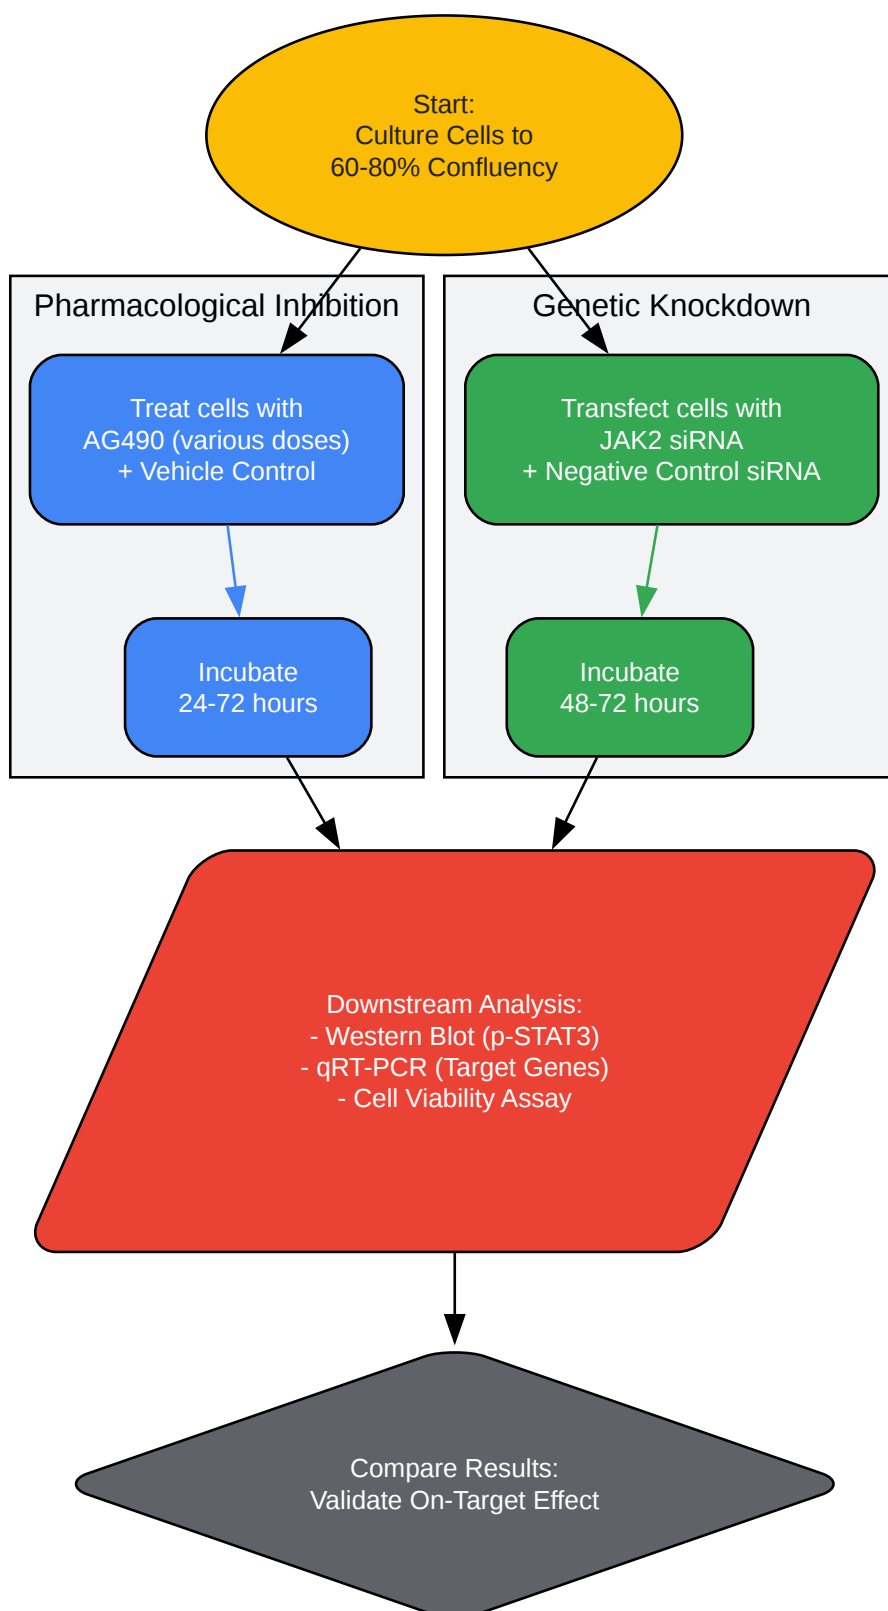 Start:
Culture Cells to
60-80% Confluency
Pharmacological Inhibition
Treat cells with
AG490 (various doses)
+ Vehicle Control
Incubate
24-72 hours
Genetic Knockdown
Transfect cells with
JAK2 siRNA
+ Negative Control siRNA
Incubate
48-72 hours
Downstream Analysis:
- Western Blot (p-STAT3)
- qRT-PCR (Target Genes)
- Cell Viability Assay
Compare Results:
Validate On-Target Effect